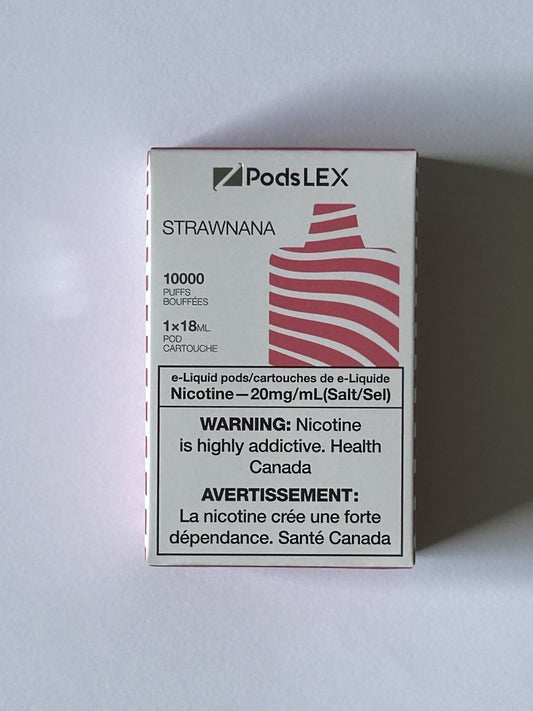 PodsLEX
STRAWNANA
10000
PUFFS
BOUFFÉES
1×18ML
POD
CARTOUCHE
e-Liquid pods/cartouches de e-Liquide
Nicotine—20mg/mL(Salt/Sel)
WARNING: Nicotine
is highly addictive. Health
Canada
AVERTISSEMENT:
La nicotine crée une forte
dépendance. Santé Canada